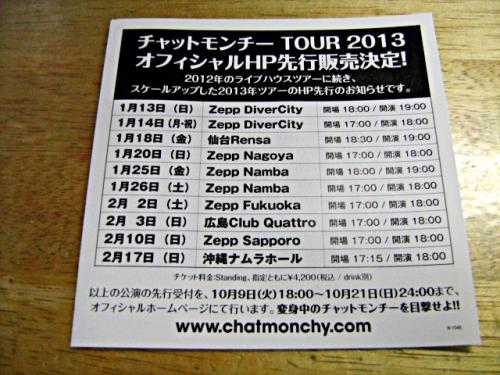 チャットモンチー TOUR 2013
オフィシャルHP先行販売決定!
2012年のライブハウスツアーに続き、
スケールアップした2013年ツアーのHP先行のお知らせです。
1月13日（日） Zepp DiverCity 開場 18:00 / 開演 19:00
1月14日（月・祝） Zepp DiverCity 開場 17:00 / 開演 18:00
1月18日（金） 仙台Rensa 開場 18:30 / 開演 19:00
1月20日（日） Zepp Nagoya 開場 17:00 / 開演 18:00
1月25日（金） Zepp Namba 開場 18:00 / 開演 19:00
1月26日（土） Zepp Namba 開場 17:00 / 開演 18:00
2月 2日（土） Zepp Fukuoka 開場 17:00 / 開演 18:00
2月 3日（日） 広島Club Quattro 開場 17:00 / 開演 18:00
2月10日（日） Zepp Sapporo 開場 17:00 / 開演 18:00
2月17日（日） 沖縄ナムラホール 開場 17:15 / 開演 18:00
チケット料金:Standing、指定ともに¥4,200(税込 / drink別)
以上の公演の先行受付を、10月9日(火)18:00〜10月21日(日)24:00まで、
オフィシャルホームページにて行います。変身中のチャットモンチーを目撃せよ!!
www.chatmonchy.com